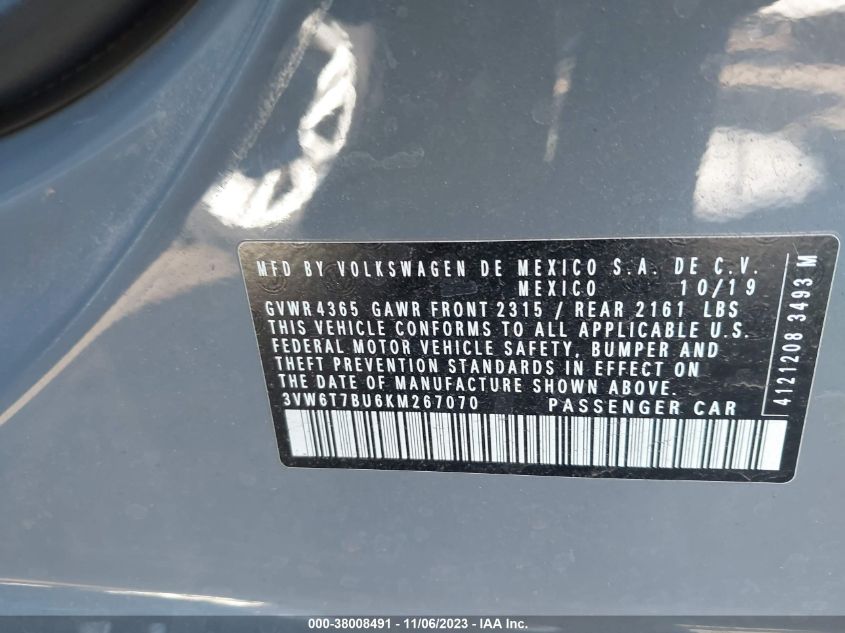 MFD BY VOLKSWAGEN DE MEXICO S.A. DE C.V.
MEXICO 10/19
GVWR 4365 GAWR FRONT 2315 / REAR 2161 LBS
THIS VEHICLE CONFORMS TO ALL APPLICABLE U.S.
FEDERAL MOTOR VEHICLE SAFETY, BUMPER AND
THEFT PREVENTION STANDARDS IN EFFECT ON
THE DATE OF MANUFACTURE SHOWN ABOVE.
3VW6T7BU6KM267070 PASSENGER CAR
4121208 3493 M
000-38008491 - 11/06/2023 - IAA Inc.